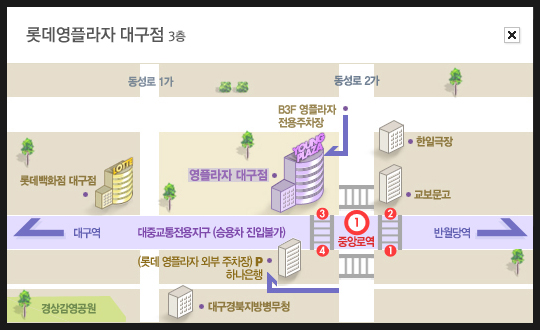 롯데영플라자 대구점 3층
동성로 1가
동성로 2가
B3F 영플라자
전용주차장
한일극장
LOTTE
YOUNG
PLAZA
롯데백화점 대구점
영플라자 대구점
교보문고
3
1
2
대구역
대중교통전용지구 (승용차 진입불가)
중앙로역
반월당역
4
1
(롯데 영플라자 외부 주차장) P
하나은행
경상감영공원
대구경북지방병무청